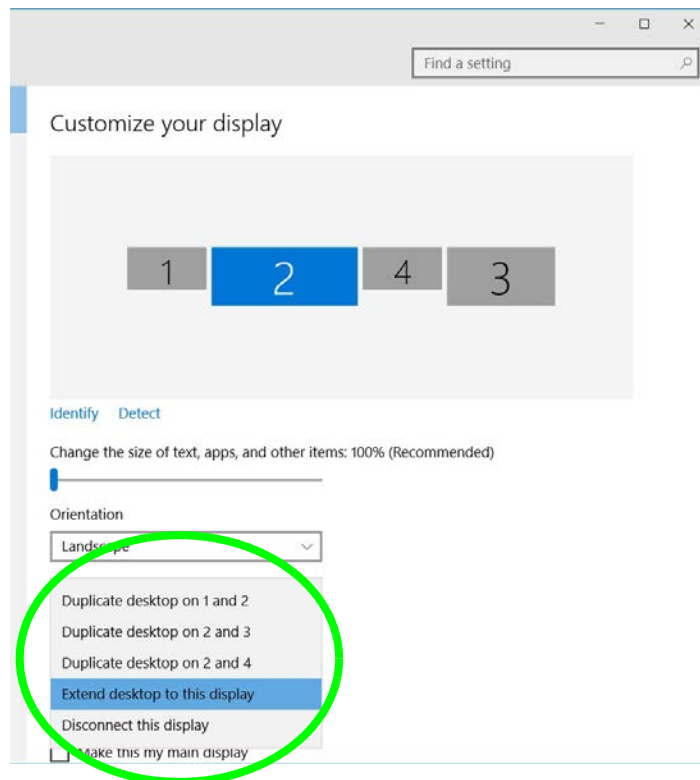 Find a setting
Customize your display
1 2 4 3
Identify Detect
Change the size of text, apps, and other items: 100% (Recommended)
Orientation
Landscape
Duplicate desktop on 1 and 2
Duplicate desktop on 2 and 3
Duplicate desktop on 2 and 4
Extend desktop to this display
Disconnect this display
Make this my main display